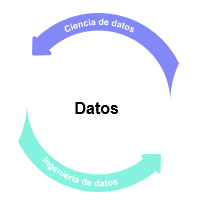 Ciencia de datos
Datos
Ingeniería de datos